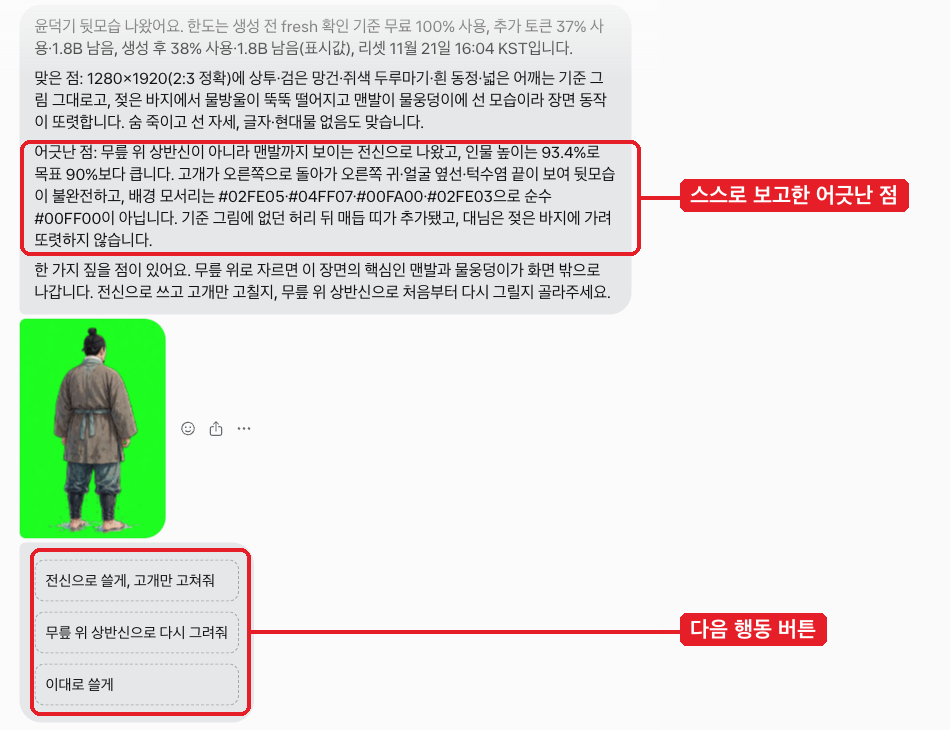 윤덕기 뒷모습 나왔어요. 한도는 생성 전 fresh 확인 기준 무료 100% 사용, 추가 토큰 37% 사
용·1.8B 남음, 생성 후 38% 사용·1.8B 남음(표시값), 리셋 11월 21일 16:04 KST입니다.
맞은 점: 1280×1920(2:3 정확)에 상투·검은 망건·쥐색 두루마기·흰 동정·넓은 어깨는 기준 그
림 그대로고, 젖은 바지에서 물방울이 뚝뚝 떨어지고 맨발이 물웅덩이에 선 모습이라 장면 동작
이 또렷합니다. 숨 죽이고 선 자세, 글자·현대물 없음도 맞습니다.
어긋난 점: 무릎 위 상반신이 아니라 맨발까지 보이는 전신으로 나왔고, 인물 높이는 93.4%로
목표 90%보다 큽니다. 고개가 오른쪽으로 돌아가 오른쪽 귀·얼굴 옆선·턱수염 끝이 보여 뒷모습
이 불완전하고, 배경 모서리는 #02FE05·#04FF07·#00FA00·#02FE03으로 순수
#00FF00이 아닙니다. 기준 그림에 없던 허리 뒤 매듭 띠가 추가됐고, 대님은 젖은 바지에 가려
또렷하지 않습니다.
스스로 보고한 어긋난 점
한 가지 짚을 점이 있어요. 무릎 위로 자르면 이 장면의 핵심인 맨발과 물웅덩이가 화면 밖으로
나갑니다. 전신으로 쓰고 고개만 고칠지, 무릎 위 상반신으로 처음부터 다시 그릴지 골라주세요.
전신으로 쓸게, 고개만 고쳐줘
무릎 위 상반신으로 다시 그려줘
다음 행동 버튼
이대로 쓸게